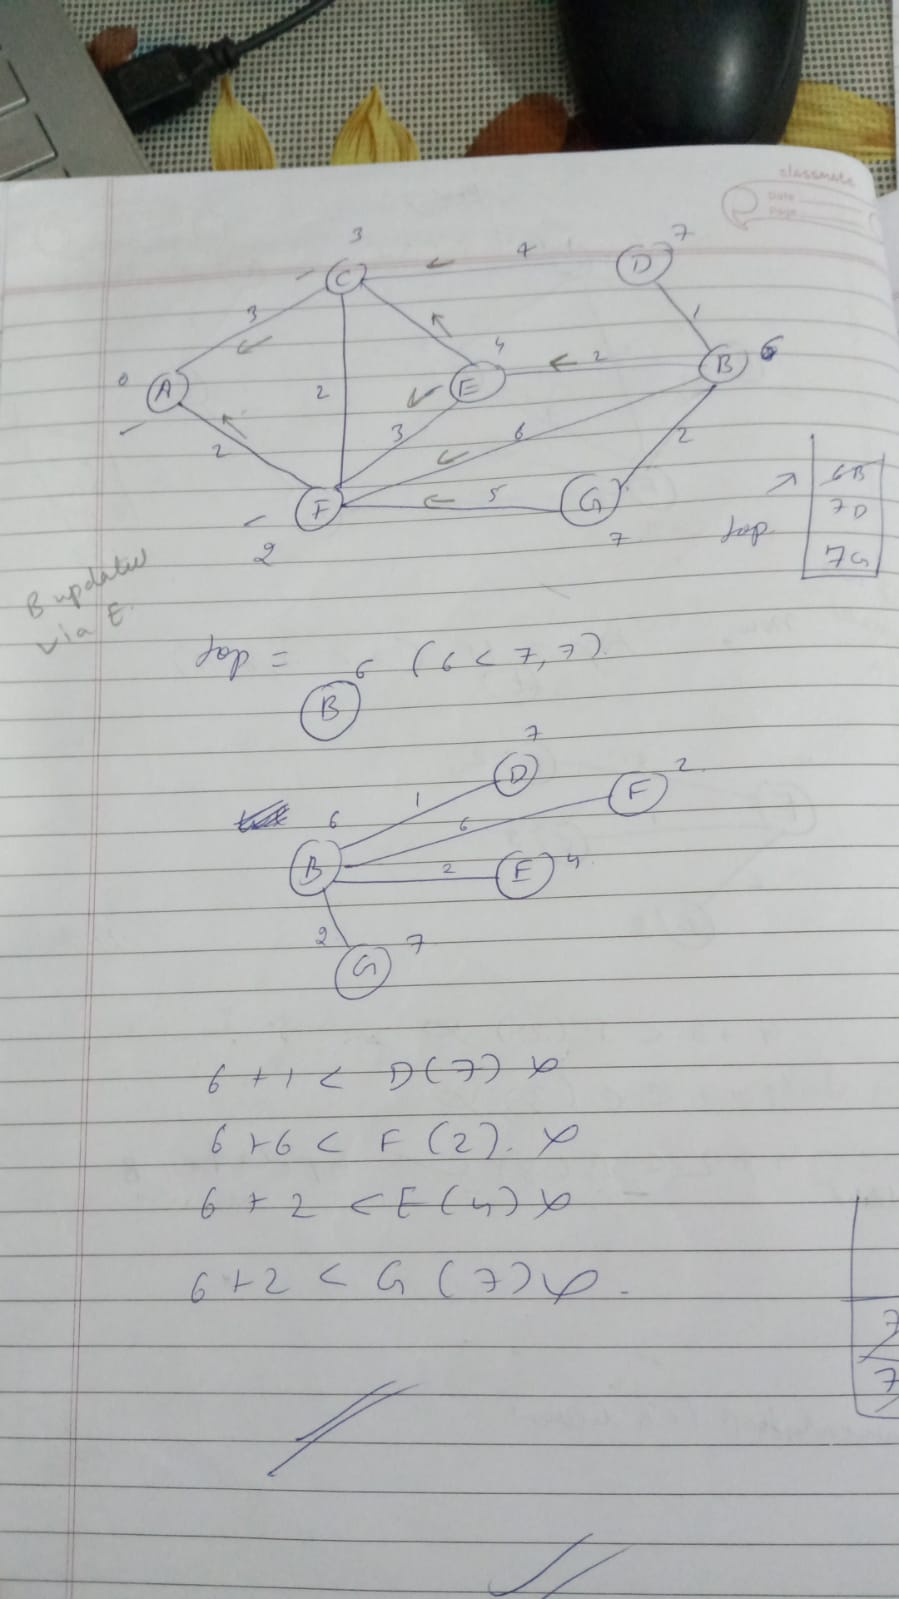 classmate
Date
Page
3
C
4
D
7
3
1
0
A
2
4
E
2
B
6
2
3
6
2
F
5
G
2
7
6B
7D
7G
top
B updated
via E.
top = B 6 (6 < 7, 7).
7
D
1
F
2
6
6
B
2
E
4
2
G
7
6 + 1 < D(7) x
6 + 6 < F (2). x
6 + 2 < E (4) x
6 + 2 < G (7) x.
7
7